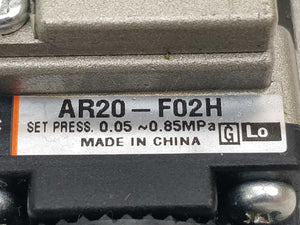 AR20-F02H
SET PRESS. 0.05 ~0.85MPa G Lo
MADE IN CHINA